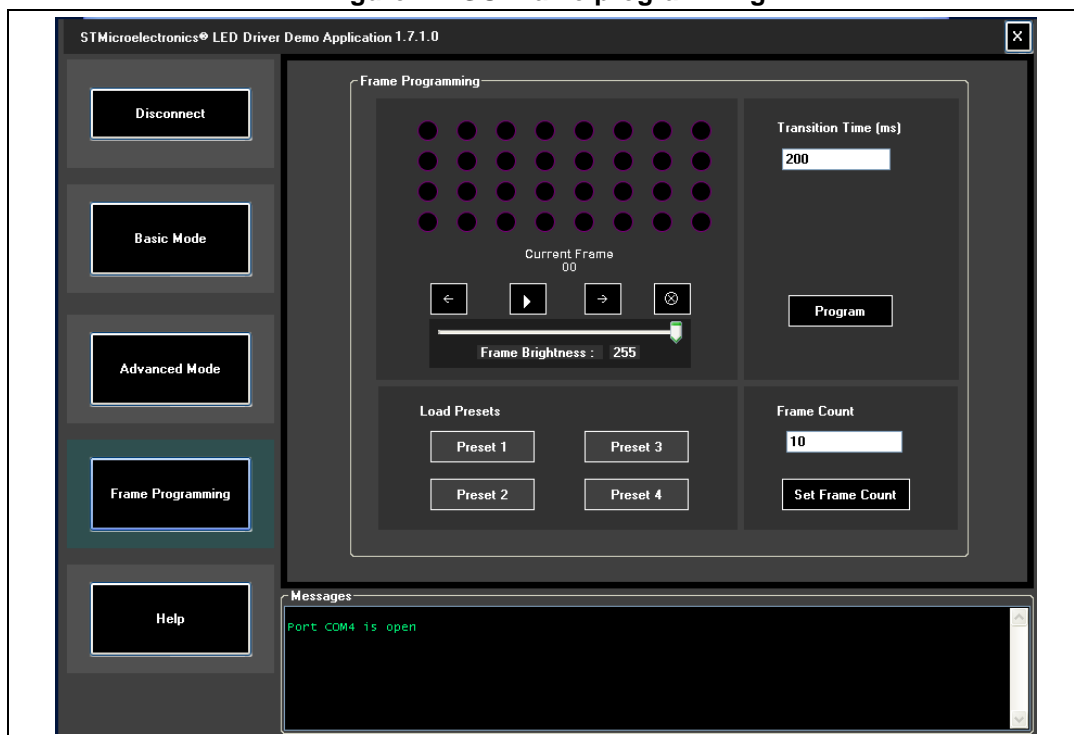 STMicroelectronics® LED Driver Demo Application 1.7.1.0
X
Disconnect
Basic Mode
Advanced Mode
Frame Programming
Help
Frame Programming
Current Frame
00
Frame Brightness : 255
Transition Time (ms)
200
Program
Load Presets
Preset 1
Preset 3
Preset 2
Preset 4
Frame Count
10
Set Frame Count
Messages
Port COM4 is open